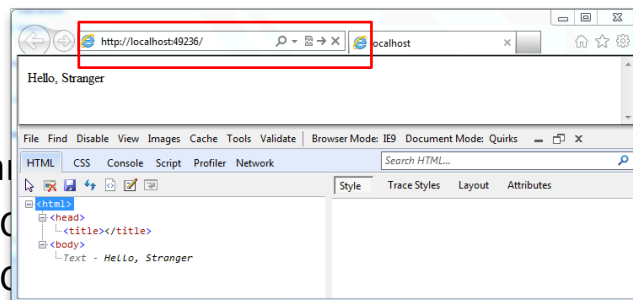 http://localhost:49236/
ocalhost
Hello, Stranger
File Find Disable View Images Cache Tools Validate Browser Mode: IE9 Document Mode: Quirks
HTML CSS Console Script Profiler Network Search HTML...
Style Trace Styles Layout Attributes
<html>
<head>
<title></title>
<body>
Text - Hello, Stranger